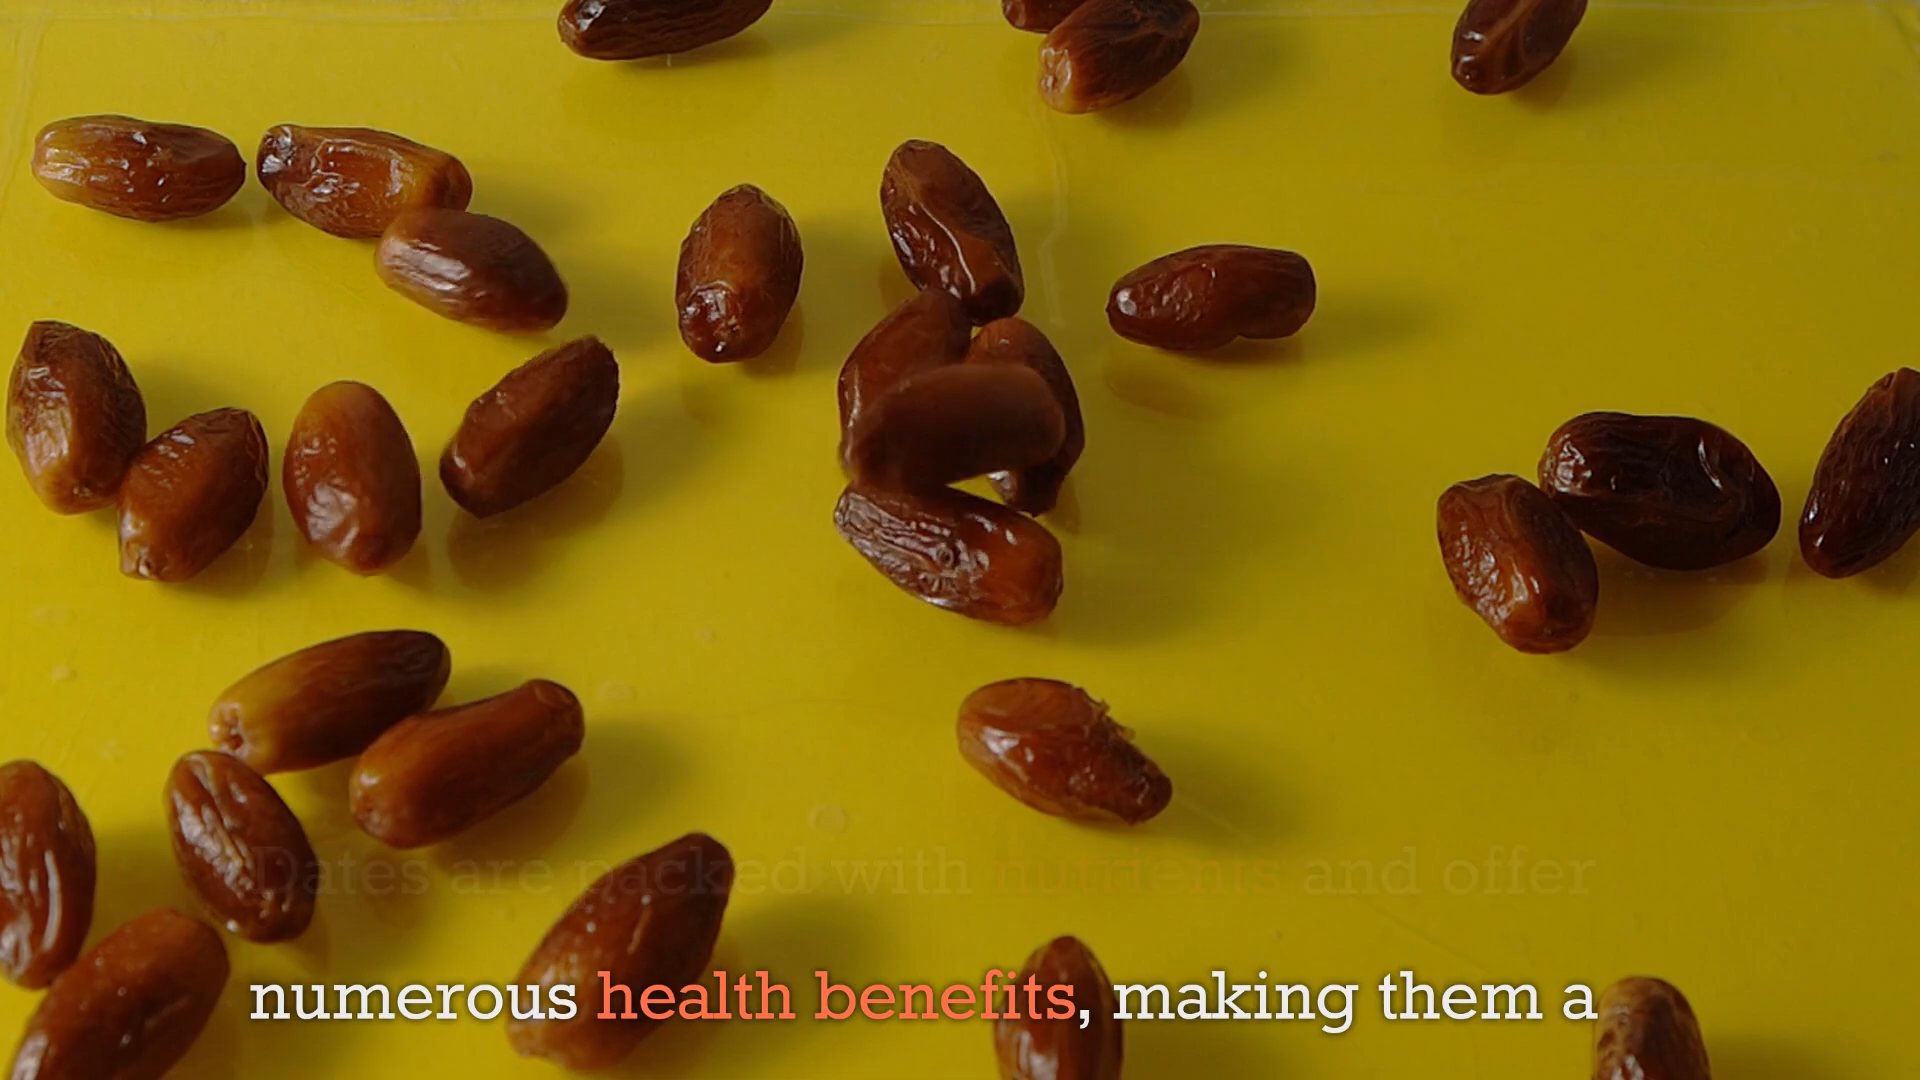 Dates are packed with nutrients and offer
numerous health benefits, making them a